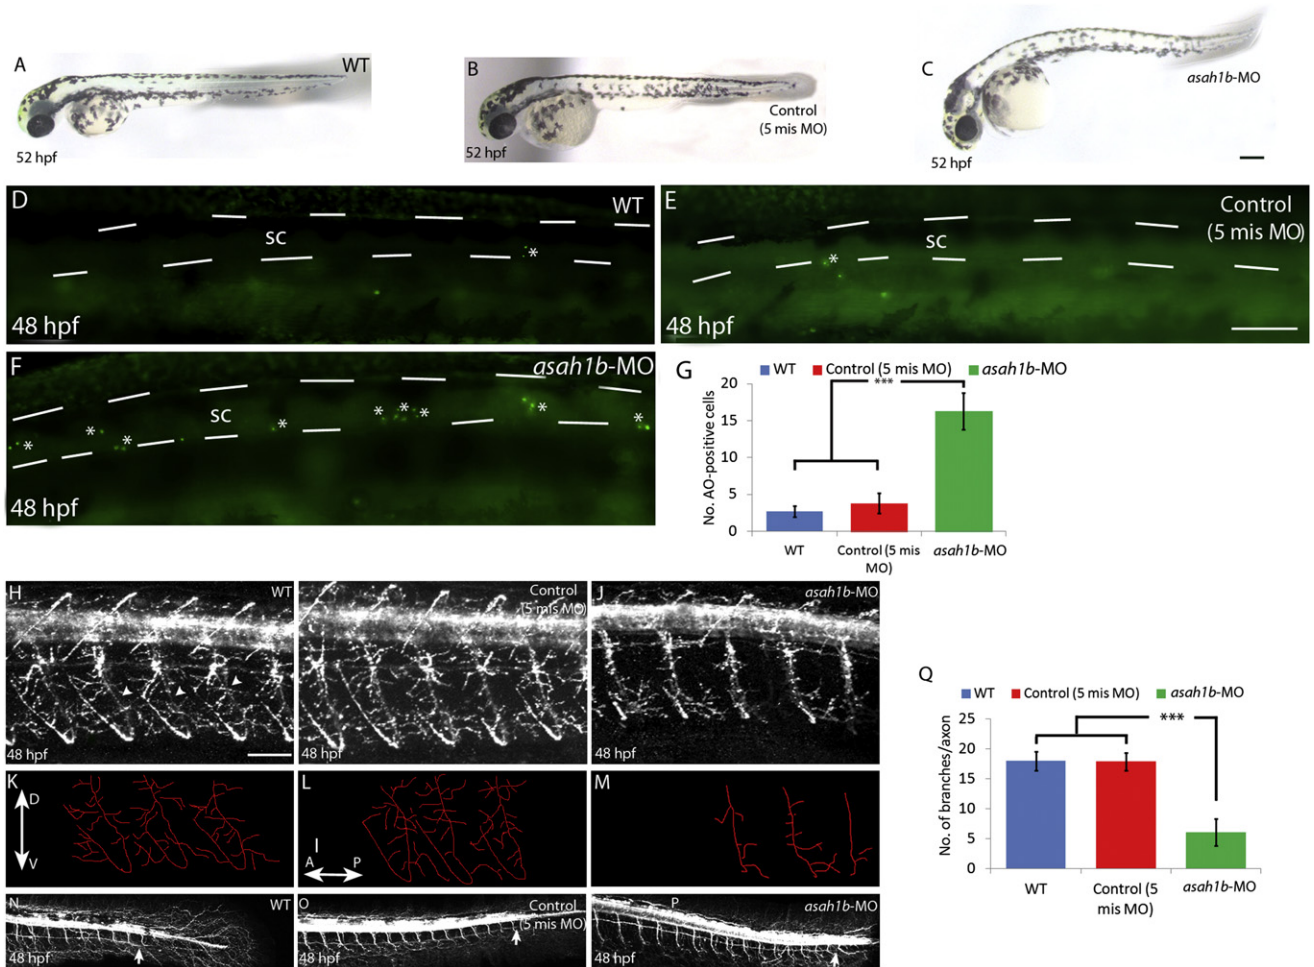 A
WT
52 hpf
B
Control
(5 mis MO)
52 hpf
C
asah1b-MO
52 hpf
D
WT
SC
*
48 hpf
E
Control
(5 mis MO)
SC
*
48 hpf
F
asah1b-MO
SC
* * * * * * * * *
48 hpf
G
WT Control (5 mis MO) asah1b-MO
***
20
15
10
5
0
No. AO-positive cells
WT
Control (5 mis
MO)
asah1b-MO
H
WT
48 hpf
I
Control
(5 mis MO)
48 hpf
J
asah1b-MO
48 hpf
K
D
V
L
A P
M
N
WT
48 hpf
O
Control
(5 mis MO)
48 hpf
P
asah1b-MO
48 hpf
Q
WT Control (5 mis MO) asah1b-MO
***
25
20
15
10
5
0
No. of branches/axon
WT
Control (5
mis MO)
asah1b-MO